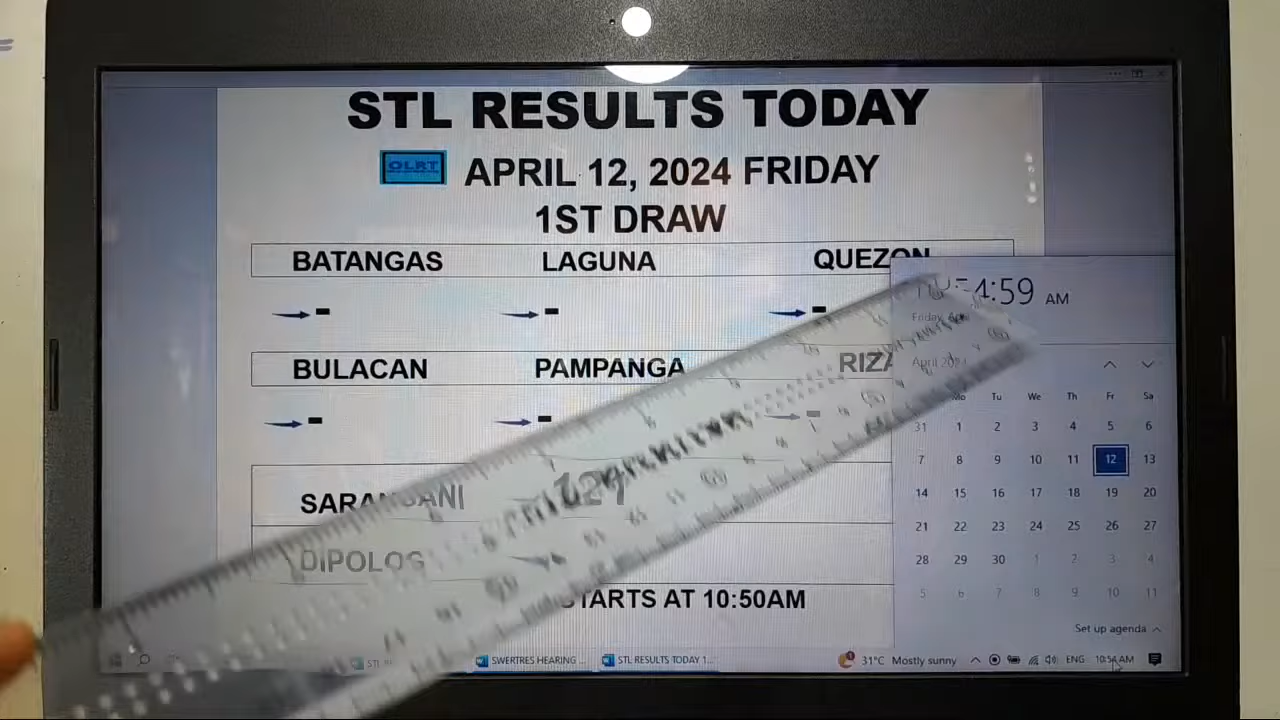 STL RESULTS TODAY
OLRT APRIL 12, 2024 FRIDAY
1ST DRAW
BATANGAS LAGUNA QUEZON
- - -
BULACAN PAMPANGA RIZA
- - -
SARANGANI
DIPOLOG
STARTS AT 10:50AM
4:59 AM
Friday,
April 2024
Mo Tu We Th Fr Sa
31 1 2 3 4 5 6
7 8 9 10 11 12 13
14 15 16 17 18 19 20
21 22 23 24 25 26 27
28 29 30 1 2 3 4
5 6 7 8 9 10 11
Set up agenda
SWERTRES HEARING ... STL RESULTS TODAY 1... 31°C Mostly sunny ENG 10:54 AM